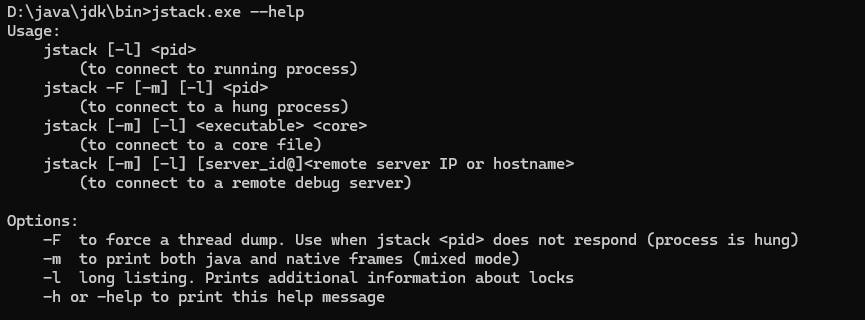 D:\java\jdk\bin>jstack.exe --help
Usage:
    jstack [-l] <pid>
        (to connect to running process)
    jstack -F [-m] [-l] <pid>
        (to connect to a hung process)
    jstack [-m] [-l] <executable> <core>
        (to connect to a core file)
    jstack [-m] [-l] [server_id@]<remote server IP or hostname>
        (to connect to a remote debug server)

Options:
    -F  to force a thread dump. Use when jstack <pid> does not respond (process is hung)
    -m  to print both java and native frames (mixed mode)
    -l  long listing. Prints additional information about locks
    -h or -help to print this help message